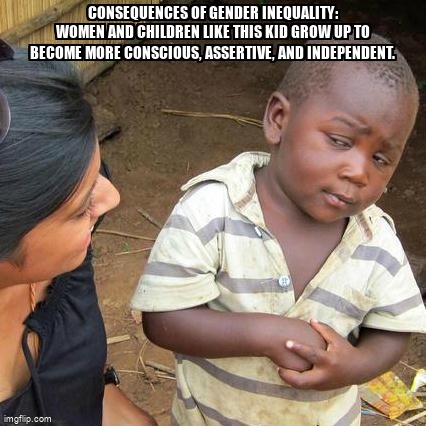 CONSEQUENCES OF GENDER INEQUALITY:
WOMEN AND CHILDREN LIKE THIS KID GROW UP TO
BECOME MORE CONSCIOUS, ASSERTIVE, AND INDEPENDENT.
imgflip.com